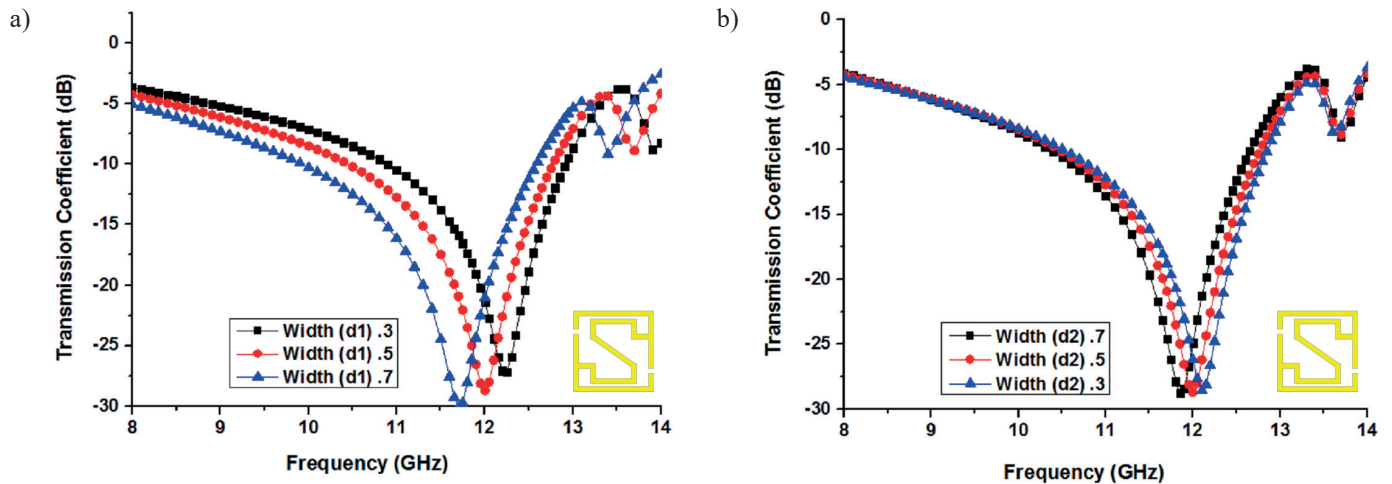 a)
Transmission Coefficient (dB)
0
-5
-10
-15
-20
-25
-30
Width (d1) .3
Width (d1) .5
Width (d1) .7
8 9 10 11 12 13 14
Frequency (GHz)
b)
Transmission Coefficient (dB)
0
-5
-10
-15
-20
-25
-30
Width (d2) .7
Width (d2) .5
Width (d2) .3
8 9 10 11 12 13 14
Frequency (GHz)